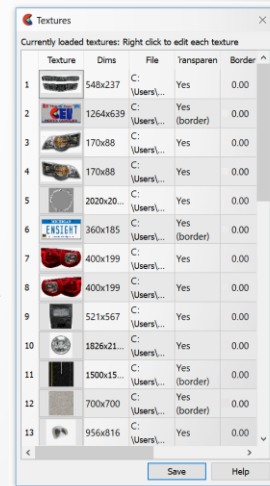 Textures
Currently loaded textures: Right click to edit each texture
Texture Dims File 'ransparen Border
1 548x237 C:\Users\... Yes 0.00
2 CEI 1264x639 C:\Users\... Yes (border) 0.00
3 170x88 C:\Users\... Yes 0.00
4 170x88 C:\Users\... Yes 0.00
5 2020x20... C:\Users\... Yes 0.00
6 ENSIGHT 360x185 C:\Users\... Yes (border) 0.00
7 400x199 C:\Users\... Yes 0.00
8 400x199 C:\Users\... Yes 0.00
9 521x567 C:\Users\... Yes 0.00
10 1826x21... C:\Users\... Yes 0.00
11 1500x15... C:\Users\... Yes (border) 0.00
12 700x700 C:\Users\... Yes (border) 0.00
13 956x816 C:\Users\... Yes 0.00
Save Help